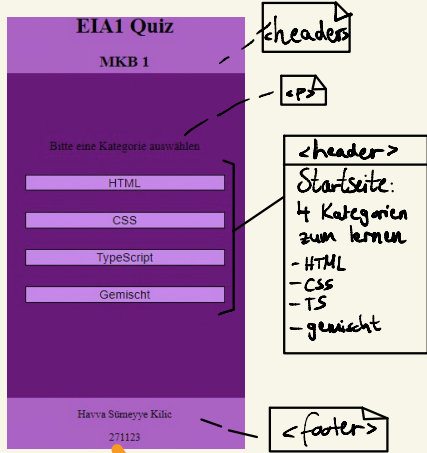 EIA1 Quiz
MKB 1
<header>
<p>
Bitte eine Kategorie auswählen
HTML
CSS
TypeScript
Gemischt
<header>
Startseite:
4 Kategorien
zum lernen
- HTML
- CSS
- TS
- gemischt
Havva Sümeyye Kilic
271123
<footer>